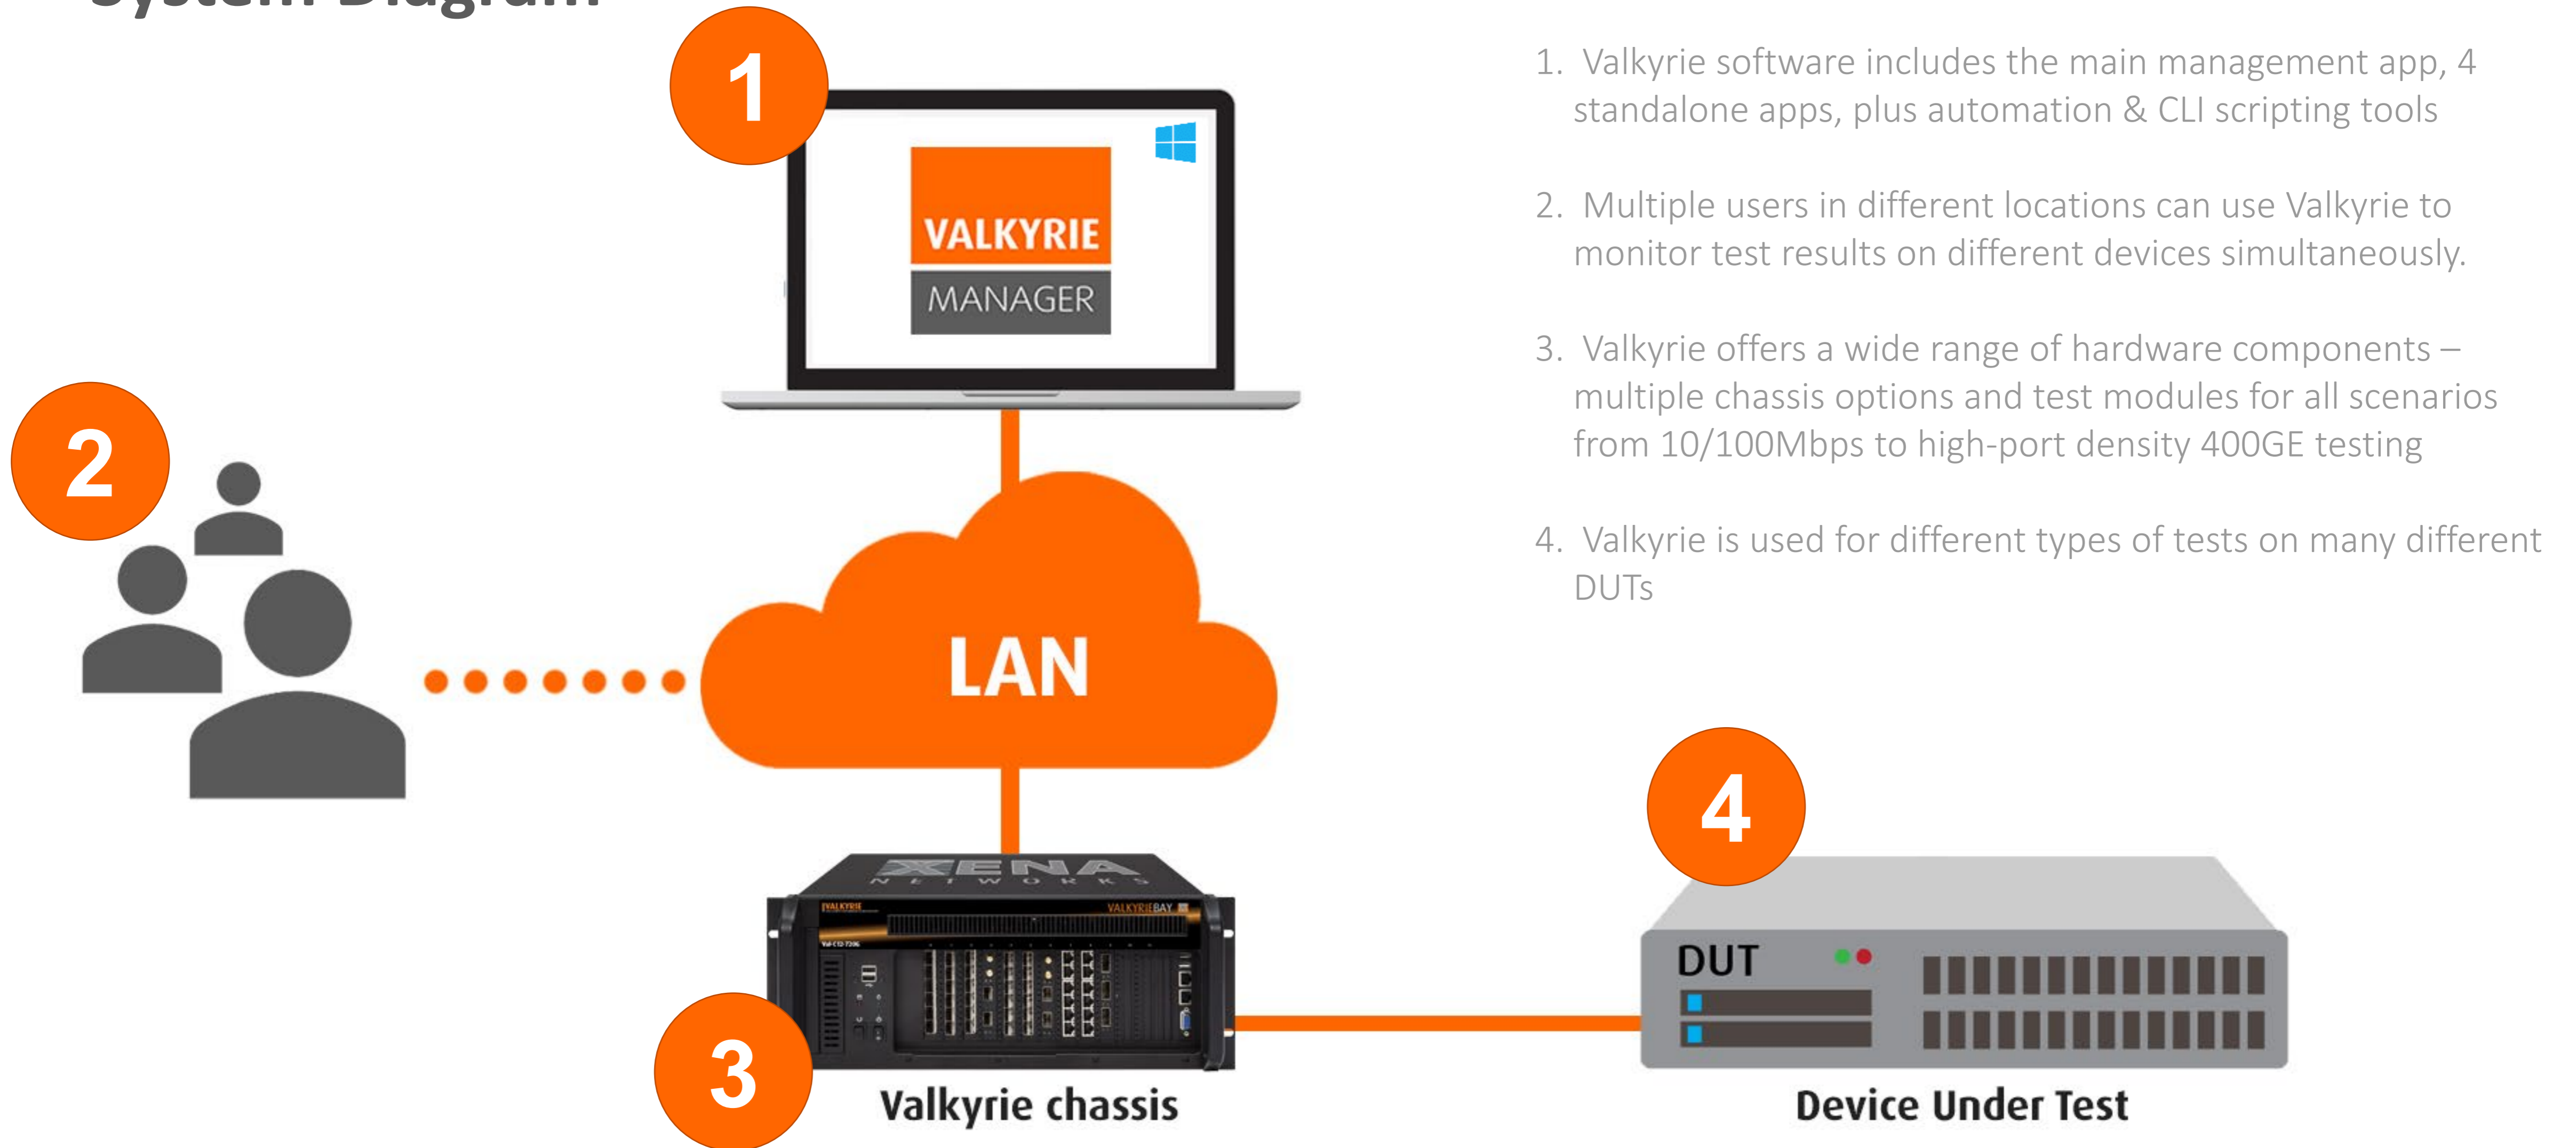 System Diagram
1
1. Valkyrie software includes the main management app, 4
standalone apps, plus automation & CLI scripting tools
2. Multiple users in different locations can use Valkyrie to
monitor test results on different devices simultaneously.
3. Valkyrie offers a wide range of hardware components –
multiple chassis options and test modules for all scenarios
from 10/100Mbps to high-port density 400GE testing
4. Valkyrie is used for different types of tests on many different
DUTs
VALKYRIE
MANAGER
2
LAN
4
XENA
NETWORKS
VALKYRIE
VALKYRIEBAY
Val-C12-7206
DUT
3
Valkyrie chassis
Device Under Test